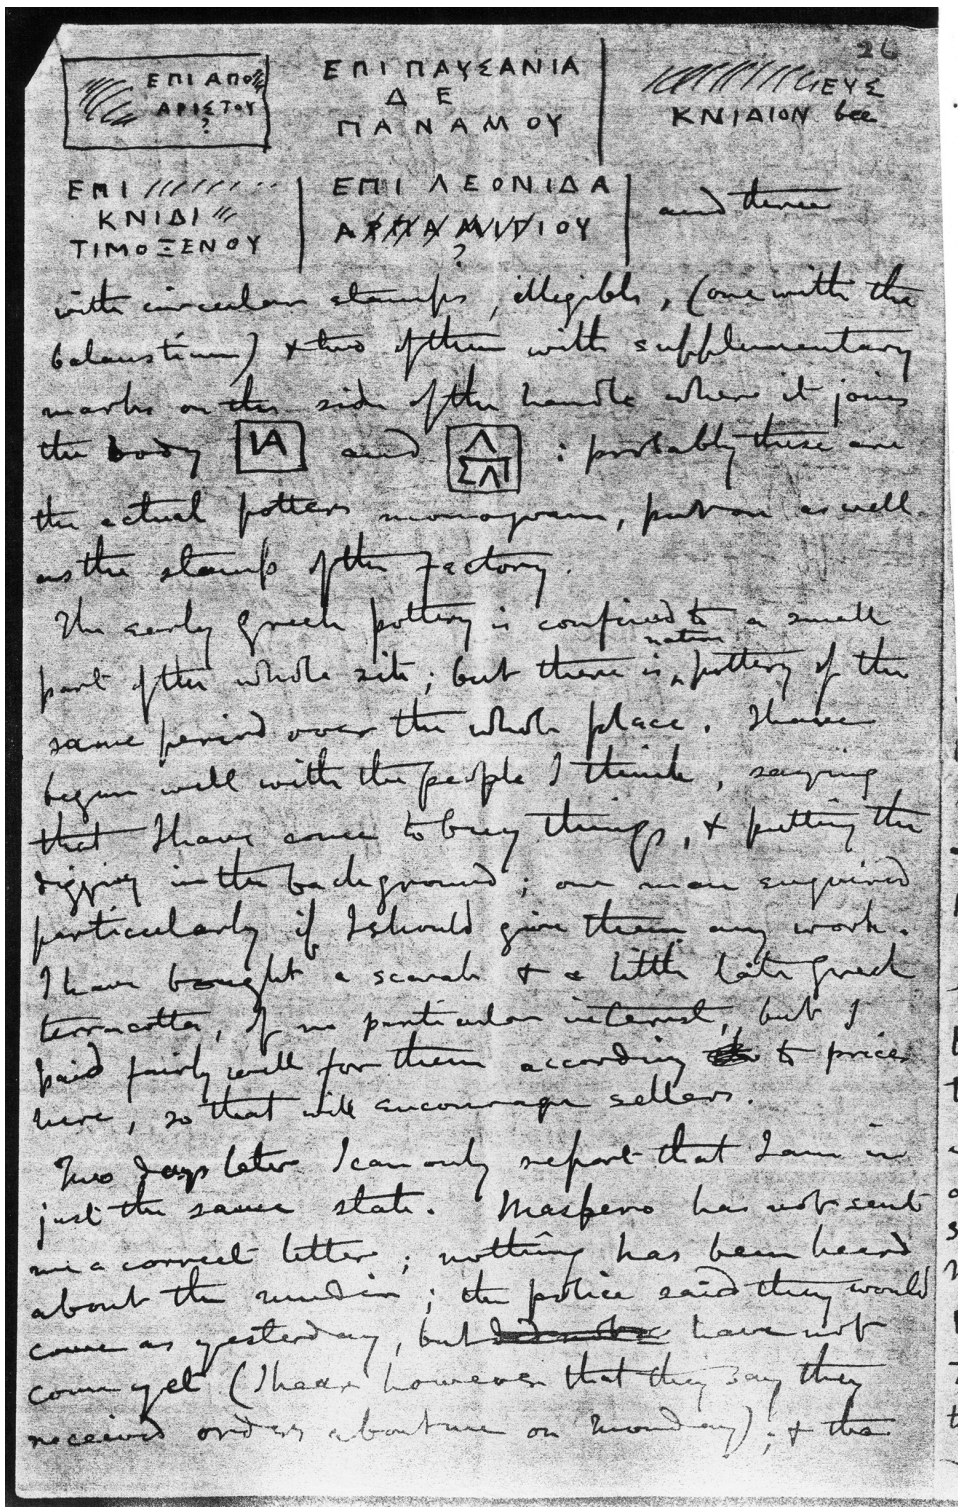 26
ΕΠΙ ΑΠΟ
ΑΡΙΣΤΟΥ
?
ΕΠΙ ΠΑΥΣΑΝΙΑ
Δ Ε
ΠΑΝΑΜΟΥ
ΕΥΣ
ΚΝΙΔΙΟΝ bee
ΕΠΙ
ΚΝΙΔΙ
ΤΙΜΟΞΕΝΟΥ
ΕΠΙ ΛΕΟΝΙΔΑ
ΙΟΥ
?
and three
with circular stamps, illegible, (one with the
balaustium) & two of them with supplementary
marks on the side of the handle where it joins
the body ΙΑ and Λ ΣΛΠ : probably these are
the actual potters monogram, put on as well
as the stamp of the Factory.
The early Greek pottery is confined to a small
part of the whole site; but there is native pottery of the
same period over the whole place. I have
begun well with the people I think, saying
that I have come to buy things, & putting the
digging in the background; one man enquired
particularly if I should give them any work.
I have bought a scarab & a little late Greek
terracotta, of no particular interest, but I
paid fairly well for them according to prices
here, so that will encourage sellers.
Two days later I can only report that I am in
just the same state. Maspero has not sent
me a correct letter; nothing has been heard
about the mudir; the police said they would
come as yesterday, but have not
come yet (I hear however that they say they
received orders about me on Monday); & the